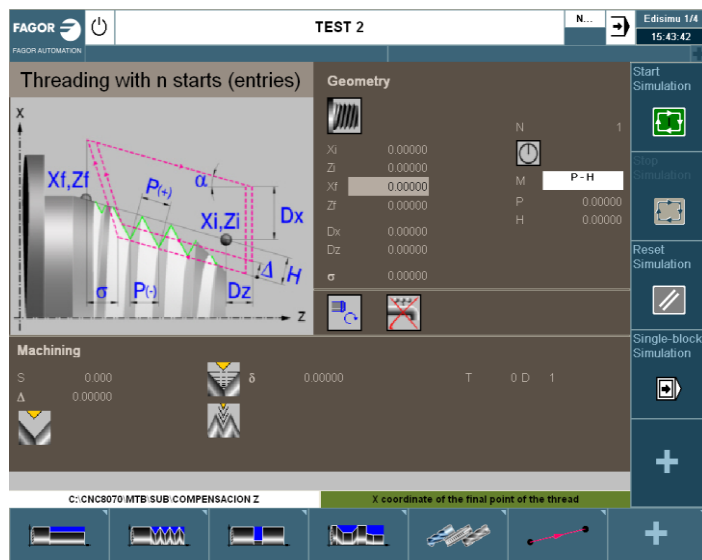 FAGOR
FAGOR AUTOMATION
TEST 2
N...
Edisimu 1/4
15:43:42
Threading with n starts (entries)
X
Xf,Zf
P(+)
α
Xi,Zi
Dx
Δ
H
σ
P(-)
Dz
Z
Geometry
N 1
Xi 0.00000
Zi 0.00000
M P - H
Xf 0.00000
P 0.00000
Zf 0.00000
H 0.00000
Dx 0.00000
Dz 0.00000
σ 0.00000
Start
Simulation
Stop
Simulation
Reset
Simulation
Single-block
Simulation
Machining
S 0.000
δ 0.00000
T 0 D 1
Δ 0.00000
C:\CNC8070\MTB\SUB\COMPENSACION Z
X coordinate of the final point of the thread